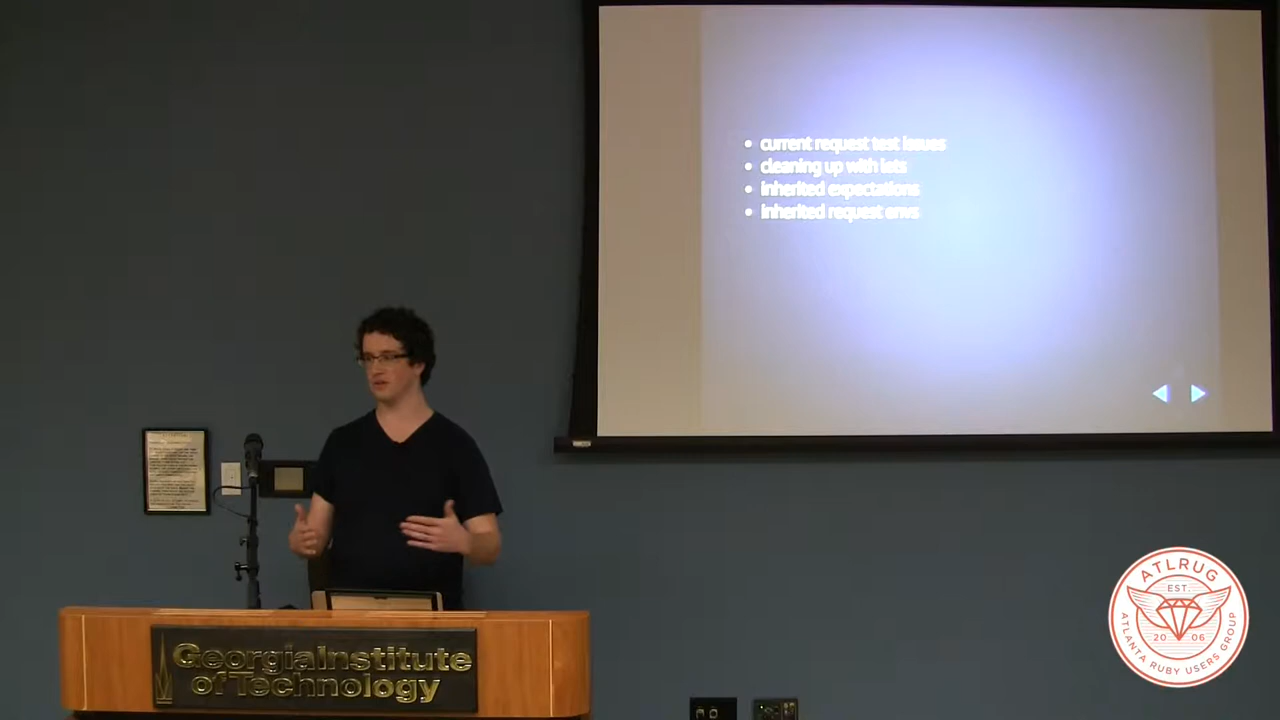 • current request test issues
• cleaning up with lets
• inherited expectations
• inherited request envs
Georgia Institute
of Technology
ATLRUG
EST.
20 06
ATLANTA RUBY USERS GROUP